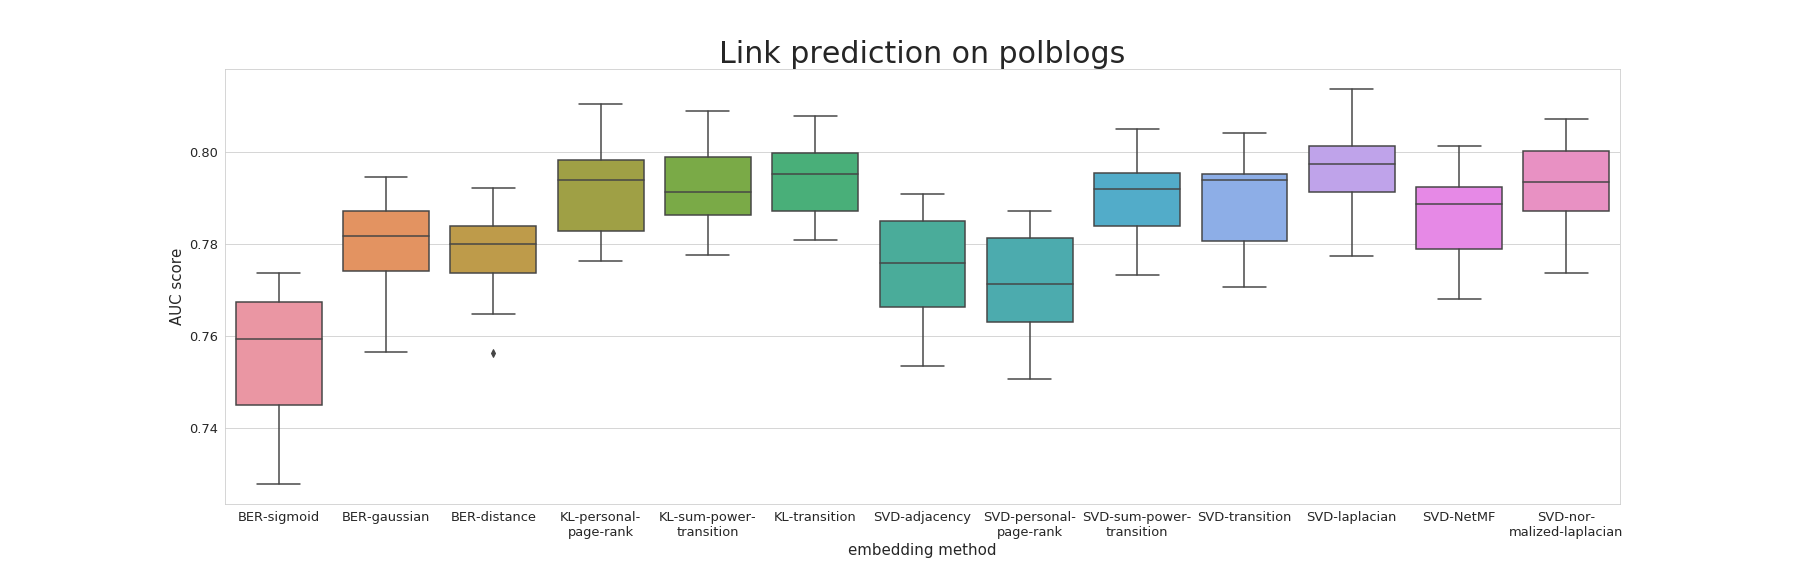 Link prediction on polblogs
AUC score
0.80
0.78
0.76
0.74
BER-sigmoid
BER-gaussian
BER-distance
KL-personal-
page-rank
KL-sum-power-
transition
KL-transition
SVD-adjacency
SVD-personal-
page-rank
SVD-sum-power-
transition
SVD-transition
SVD-laplacian
SVD-NetMF
SVD-nor-
malized-laplacian
embedding method